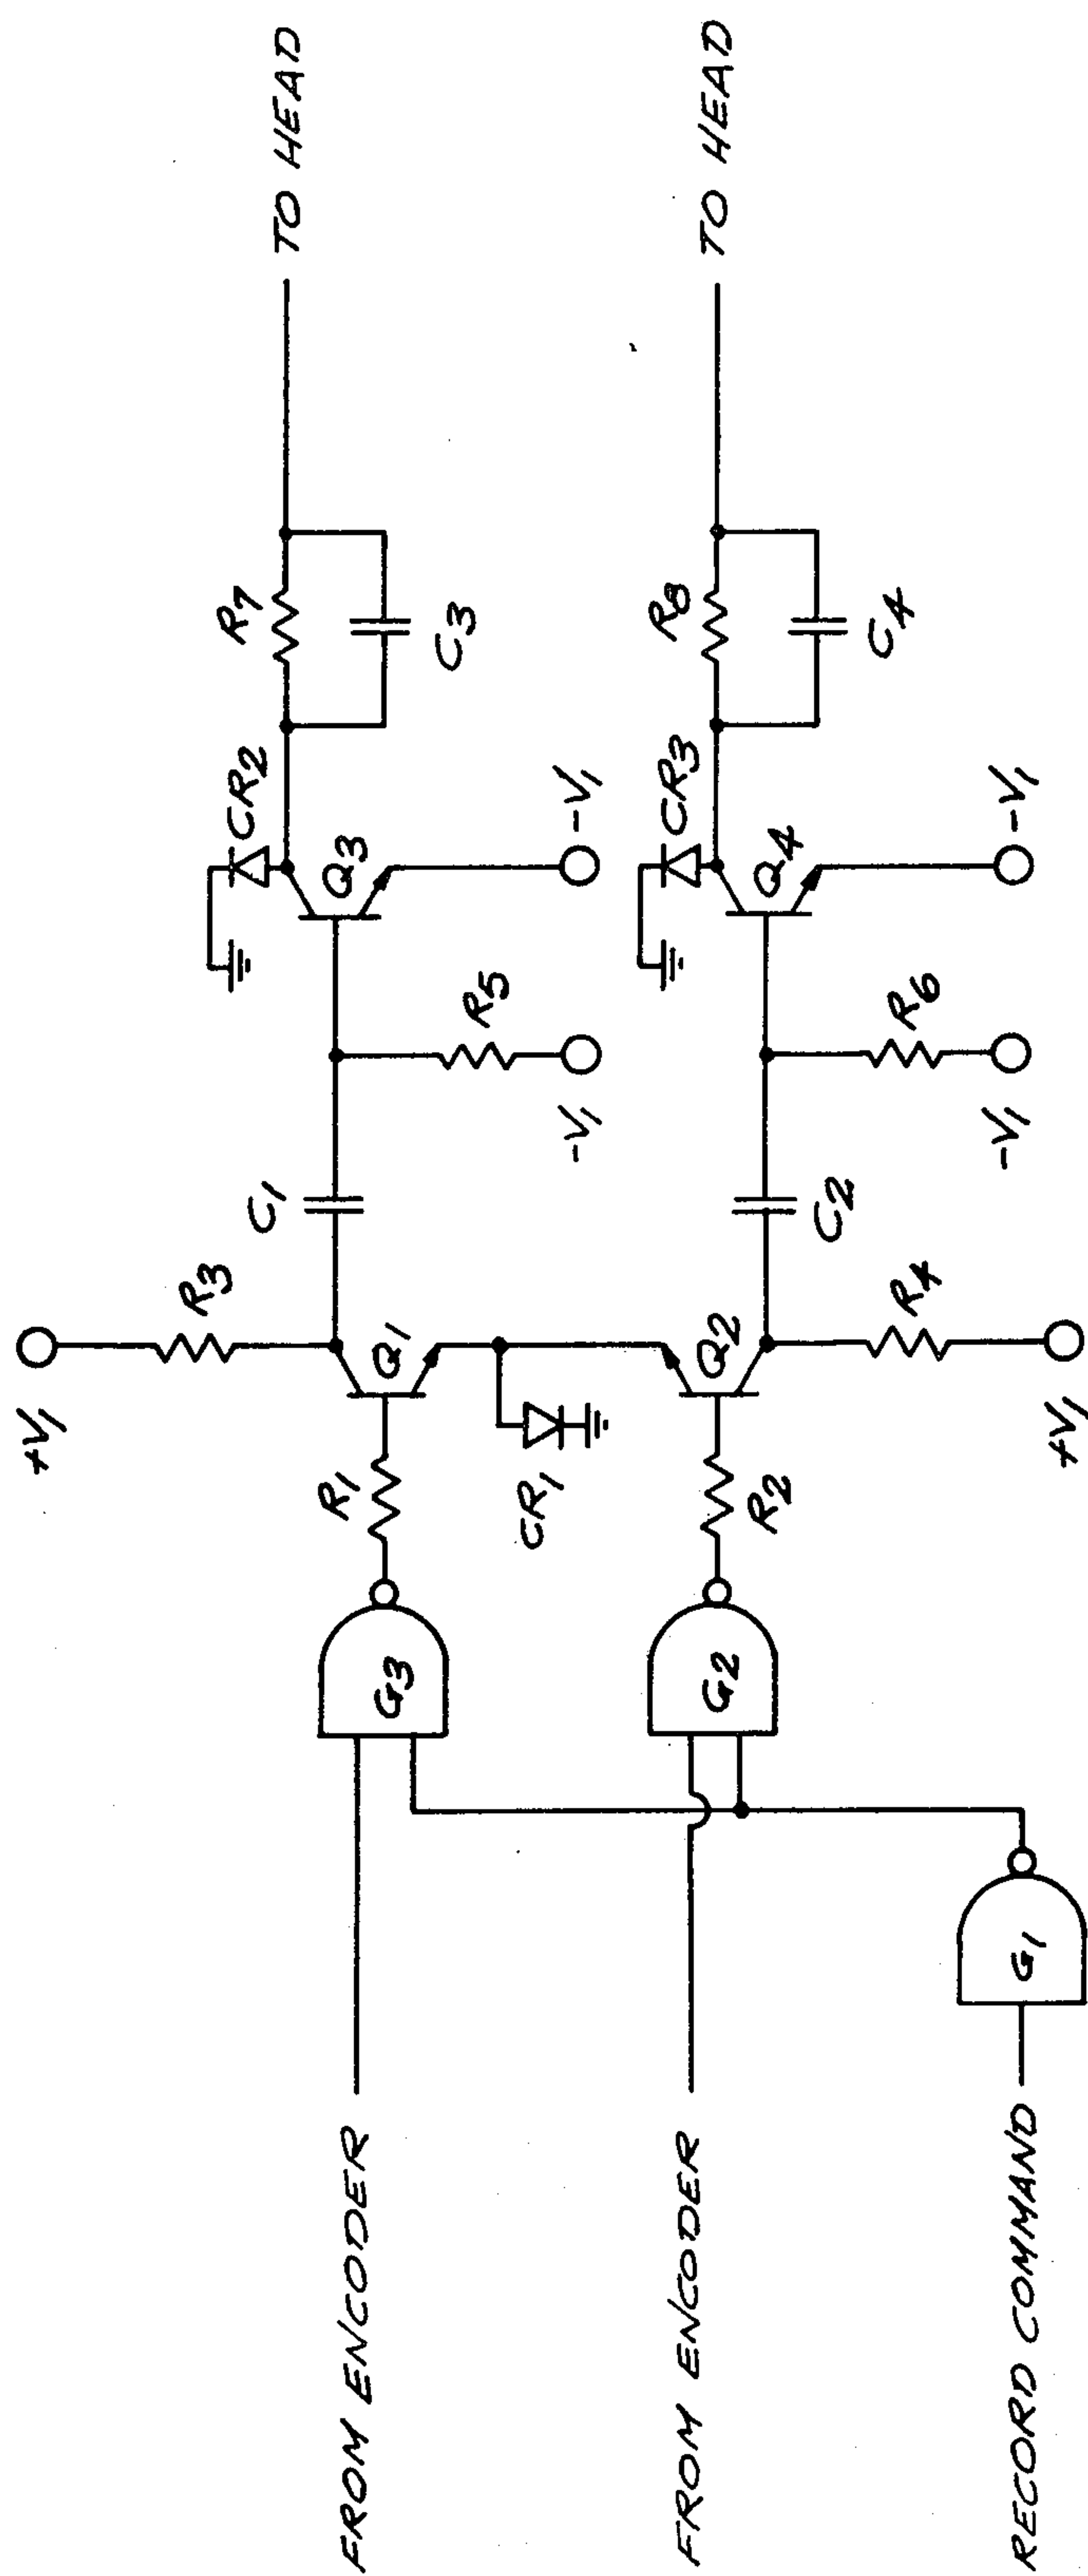 FROM ENCODER
FROM ENCODER
RECORD COMMAND
G3
G2
G1
R1
R2
CR1
+V1
R3
Q1
Q2
R4
+V1
C1
C2
R5
-V1
R6
-V1
CR2
Q3
-V1
CR3
Q4
-V1
R7
C3
R8
C4
TO HEAD
TO HEAD